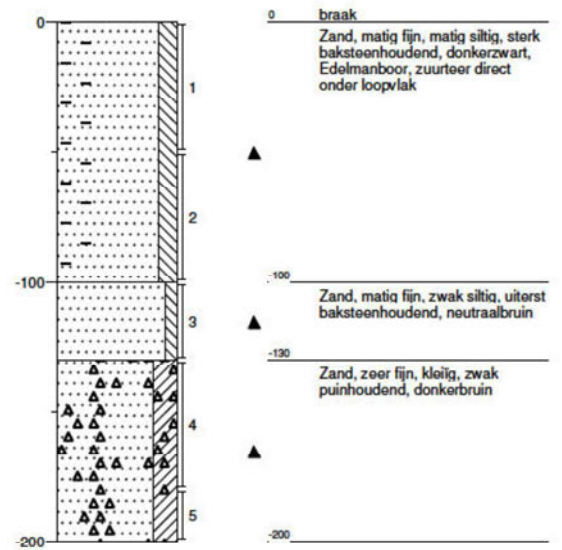 0
0
braak
Zand, matig fijn, matig siltig, sterk
baksteenhoudend, donkerzwart,
Edelmanboor, zuurteer direct
onder loopvlak
1
2
-100
-100
Zand, matig fijn, zwak siltig, uiterst
baksteenhoudend, neutraalbruin
3
-130
Zand, zeer fijn, kleiïg, zwak
puinhoudend, donkerbruin
4
5
-200
-200